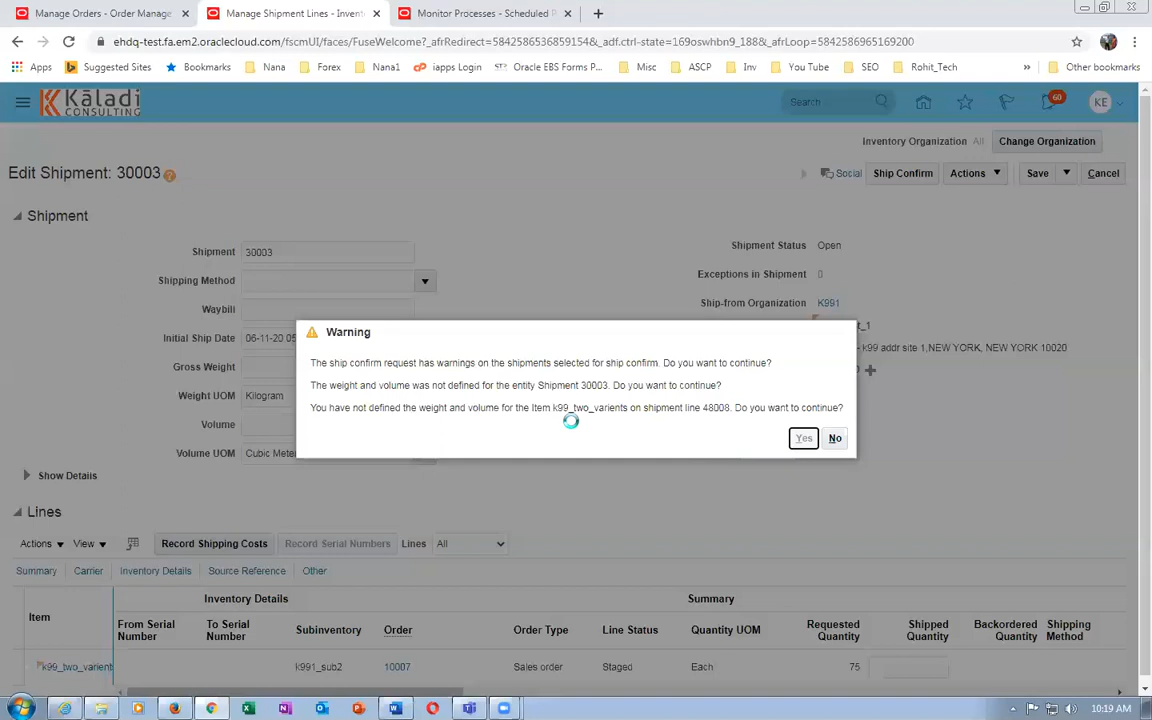 Manage Orders - Order Manage
Manage Shipment Lines - Invent
Monitor Processes - Scheduled P
ehdq-test.fa.em2.oraclecloud.com/fscmUI/faces/FuseWelcome?_afrRedirect=5842586536859154&_adf.ctrl-state=169oswhbn9_188&_afrLoop=5842586965169200
Apps Suggested Sites Bookmarks Nana Forex Nana1 iapps Login Oracle EBS Forms P... Misc ASCP Inv You Tube SEO Rohit_Tech » Other bookmarks
Kaladi CONSULTING Search 60 KE
Inventory Organization All Change Organization
Edit Shipment: 30003 Social Ship Confirm Actions Save Cancel
Shipment
Shipment 30003 Shipment Status Open
Shipping Method Exceptions in Shipment 0
Waybill Ship-from Organization K991
Initial Ship Date 06-11-20 05 t_1
Gross Weight - k99 addr site 1,NEW YORK, NEW YORK 10020
Weight UOM Kilogram
Volume
Volume UOM Cubic Mete
Warning
The ship confirm request has warnings on the shipments selected for ship confirm. Do you want to continue?
The weight and volume was not defined for the entity Shipment 30003. Do you want to continue?
You have not defined the weight and volume for the Item k99_two_varients on shipment line 48008. Do you want to continue?
Yes No
Show Details
Lines
Actions View Record Shipping Costs Record Serial Numbers Lines All
Summary Carrier Inventory Details Source Reference Other
Inventory Details Summary
Item From Serial Number To Serial Number Subinventory Order Order Type Line Status Quantity UOM Requested Quantity Shipped Quantity Backordered Quantity Shipping Method
k99_two_varient k991_sub2 10007 Sales order Staged Each 75
10:19 AM